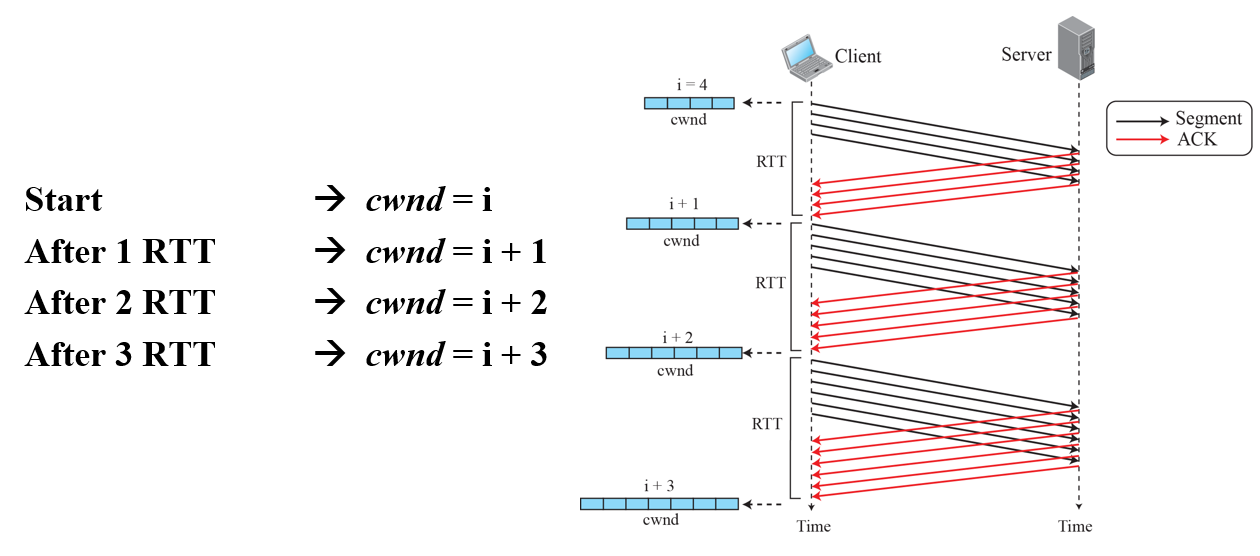 Start → cwnd = i
After 1 RTT → cwnd = i + 1
After 2 RTT → cwnd = i + 2
After 3 RTT → cwnd = i + 3
Client
Server
Segment
ACK
i = 4
cwnd
RTT
i + 1
cwnd
RTT
i + 2
cwnd
RTT
i + 3
cwnd
Time
Time